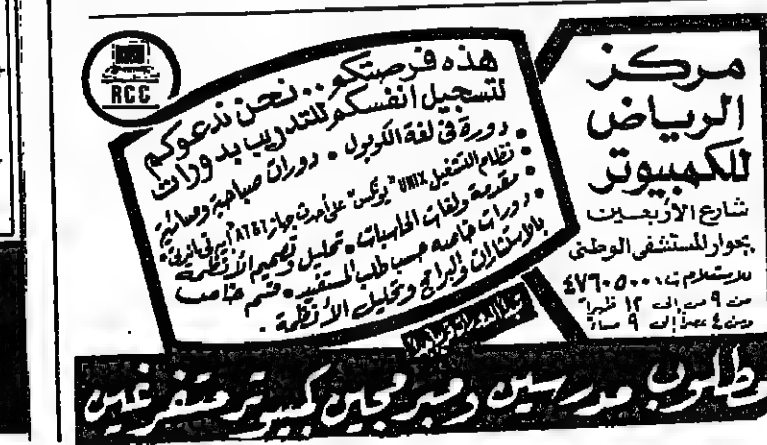 مركز
الرياض
للكمبيوتر
شارع الأربعين
بجوار المستشفى الوطني
للاستعلام ت: ٤٧٦٠٥٠٠
من ٩ ص إلى ١٢ ظهراً
ومن ٤ عصراً إلى ٩ مساءً
RCC
هذه فرصتكم .. نحن ندعوكم
لتسجيل أنفسكم للتدريب بدورات
• دورة في لغة الكوبول • دورات صباحية ومسائية
• نظام التشغيل UNIX "يونكس" على أحدث جهاز AT&T
• مقدمة ولغات الحاسبات • تحليل وتصميم الأنظمة
• دورات خاصة حسب طلب المستفيد • قسم خاص
بالاستشارات والبرامج وتحليل الأنظمة .
مطلوب مدرسين ومبرمجين كمبيوتر متفرغين